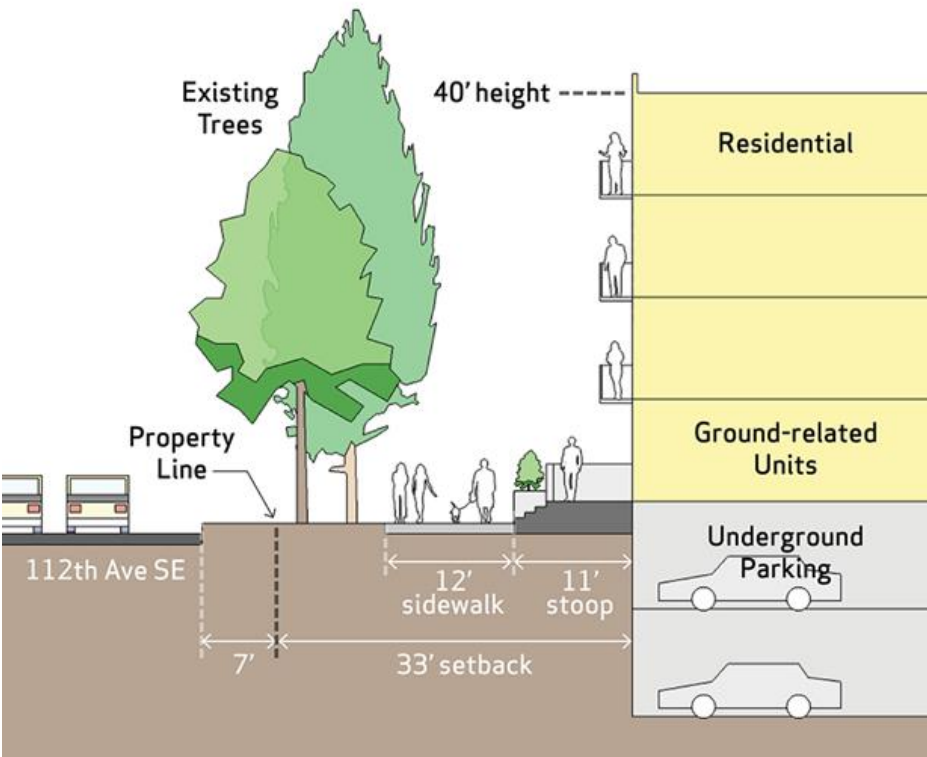 Existing
Trees
40' height
Residential
Property
Line
Ground-related
Units
112th Ave SE
Underground
Parking
12'
sidewalk
11'
stoop
7'
33' setback